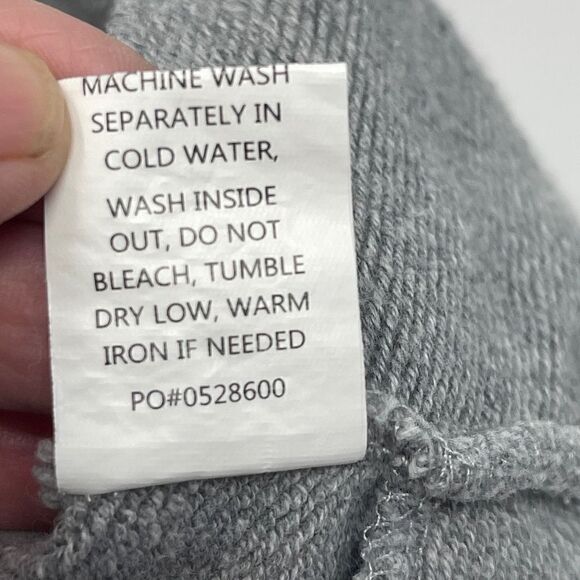 MACHINE WASH
SEPARATELY IN
COLD WATER,
WASH INSIDE
OUT, DO NOT
BLEACH, TUMBLE
DRY LOW, WARM
IRON IF NEEDED
PO#0528600